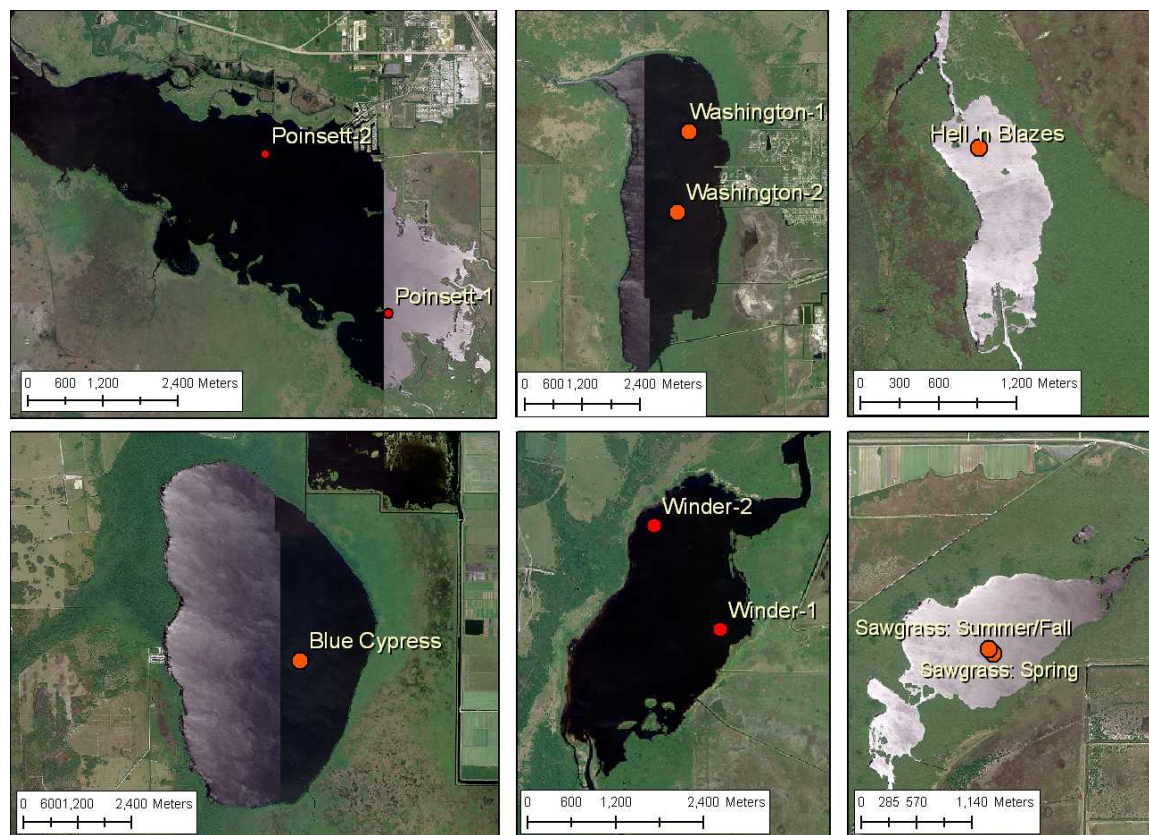 Poinsett-2
Poinsett-1
0 600 1,200 2,400 Meters
Washington-1
Washington-2
0 600 1,200 2,400 Meters
Hell 'n Blazes
0 300 600 1,200 Meters
Blue Cypress
0 6001,200 2,400 Meters
Winder-2
Winder-1
0 600 1,200 2,400 Meters
Sawgrass: Summer/Fall
Sawgrass: Spring
0 285 570 1,140 Meters